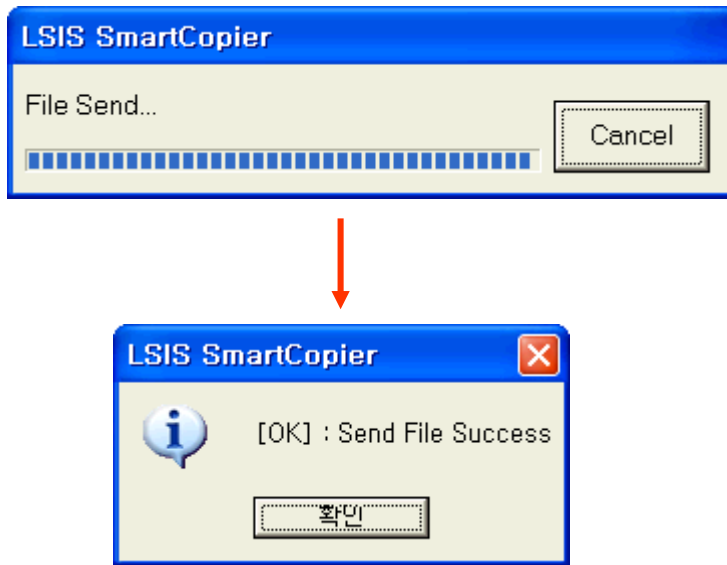 LSIS SmartCopier
File Send...
Cancel
LSIS SmartCopier
[OK] : Send File Success
확인